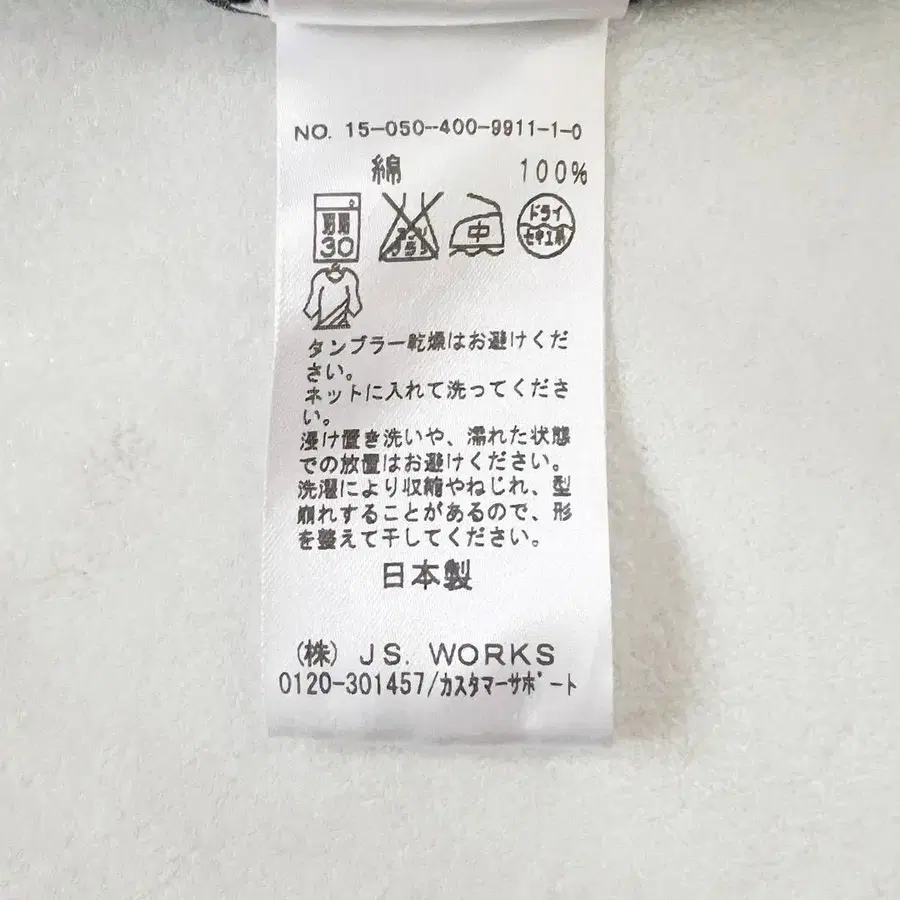 NO. 15-050-400-9911-1-0
綿 100%
弱 30 中 ドライ
セキユ系
タンブラー乾燥はお避けくだ
さい。
ネットに入れて洗ってくださ
い。
浸け置き洗いや、濡れた状態
での放置はお避けください。
洗濯により収縮やねじれ、型
崩れすることがあるので、形
を整えて干してください。
日本製
(株) J.S. WORKS
0120-301457/カスタマーサポート